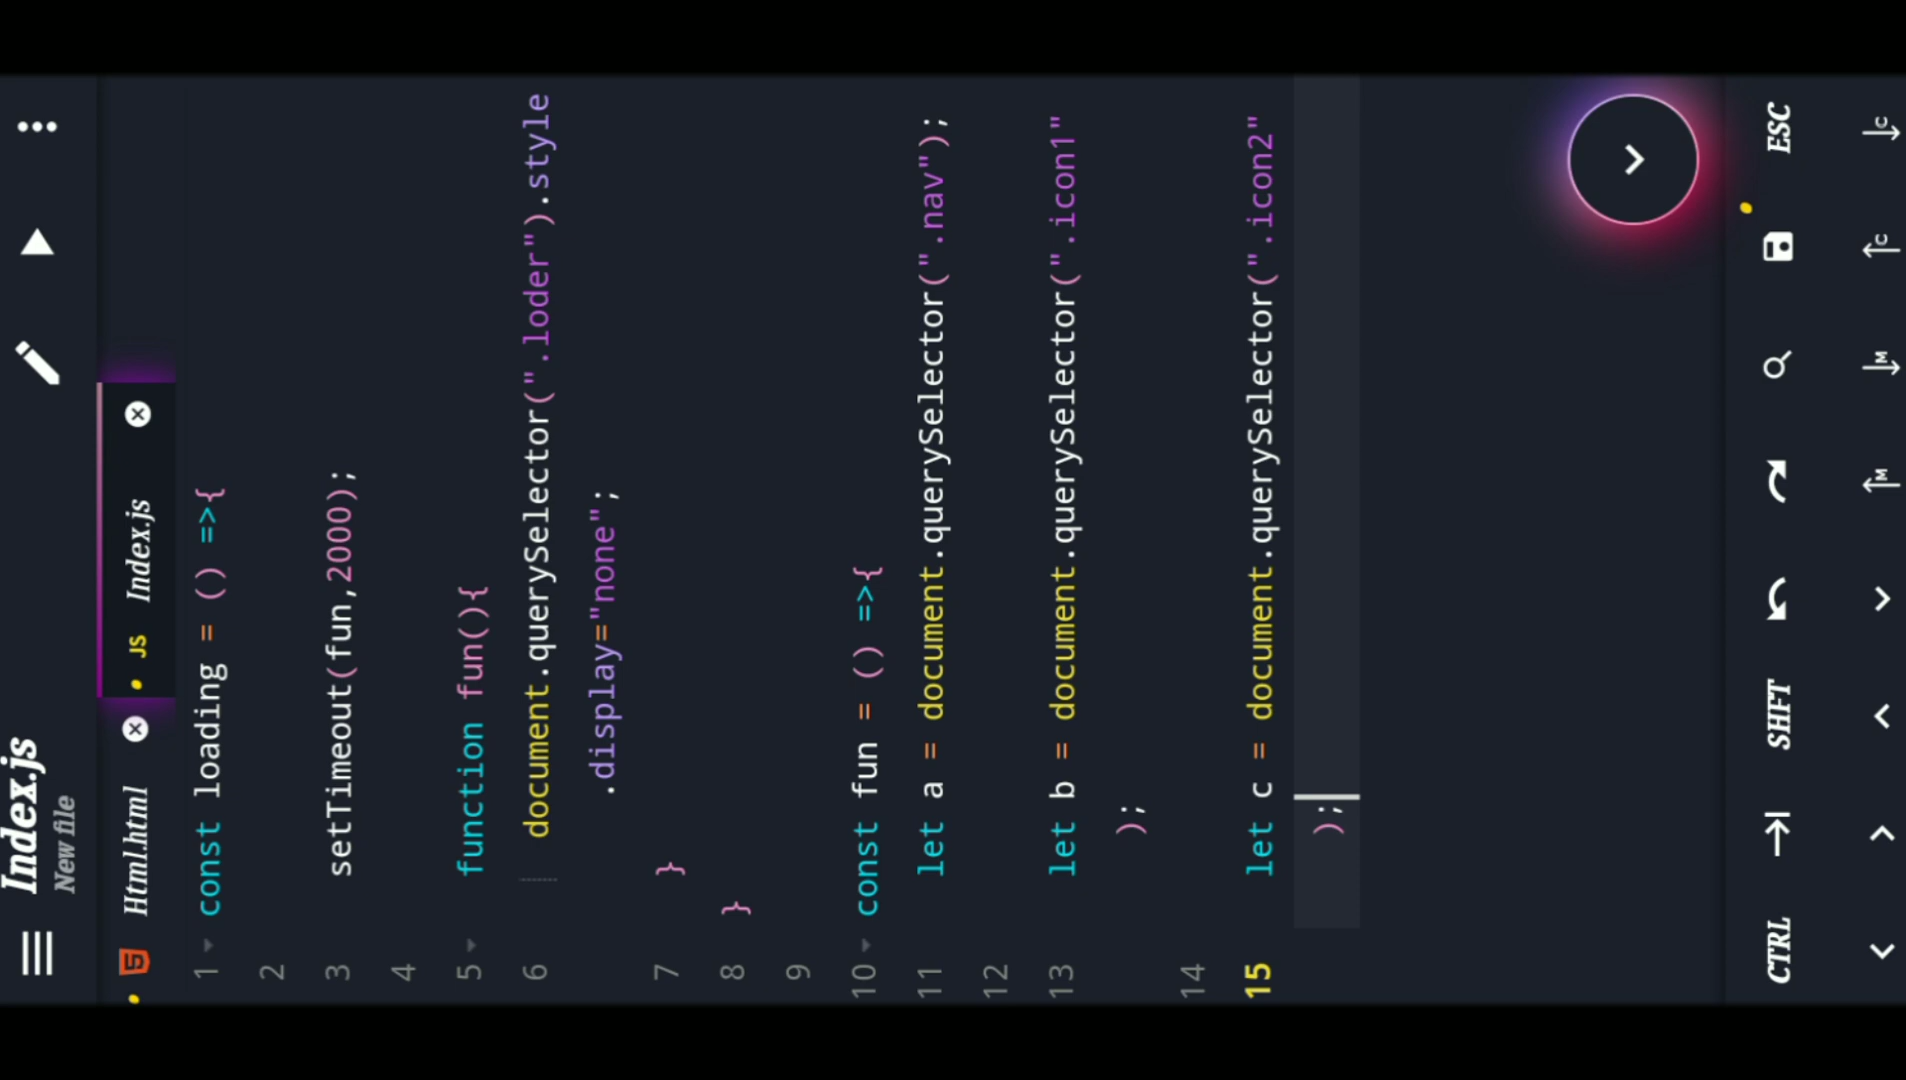 Index.js
New file
Html.html
JS Index.js
1 const loading = () =>{
2
3 setTimeout(fun,2000);
4
5 function fun(){
6 document.querySelector(".loder").style
.display="none";
7 }
8 }
9
10 const fun = () =>{
11 let a = document.querySelector(".nav");
12
13 let b = document.querySelector(".icon1"
);
14
15 let c = document.querySelector(".icon2"
);
CTRL SHFT ESC
M M C C